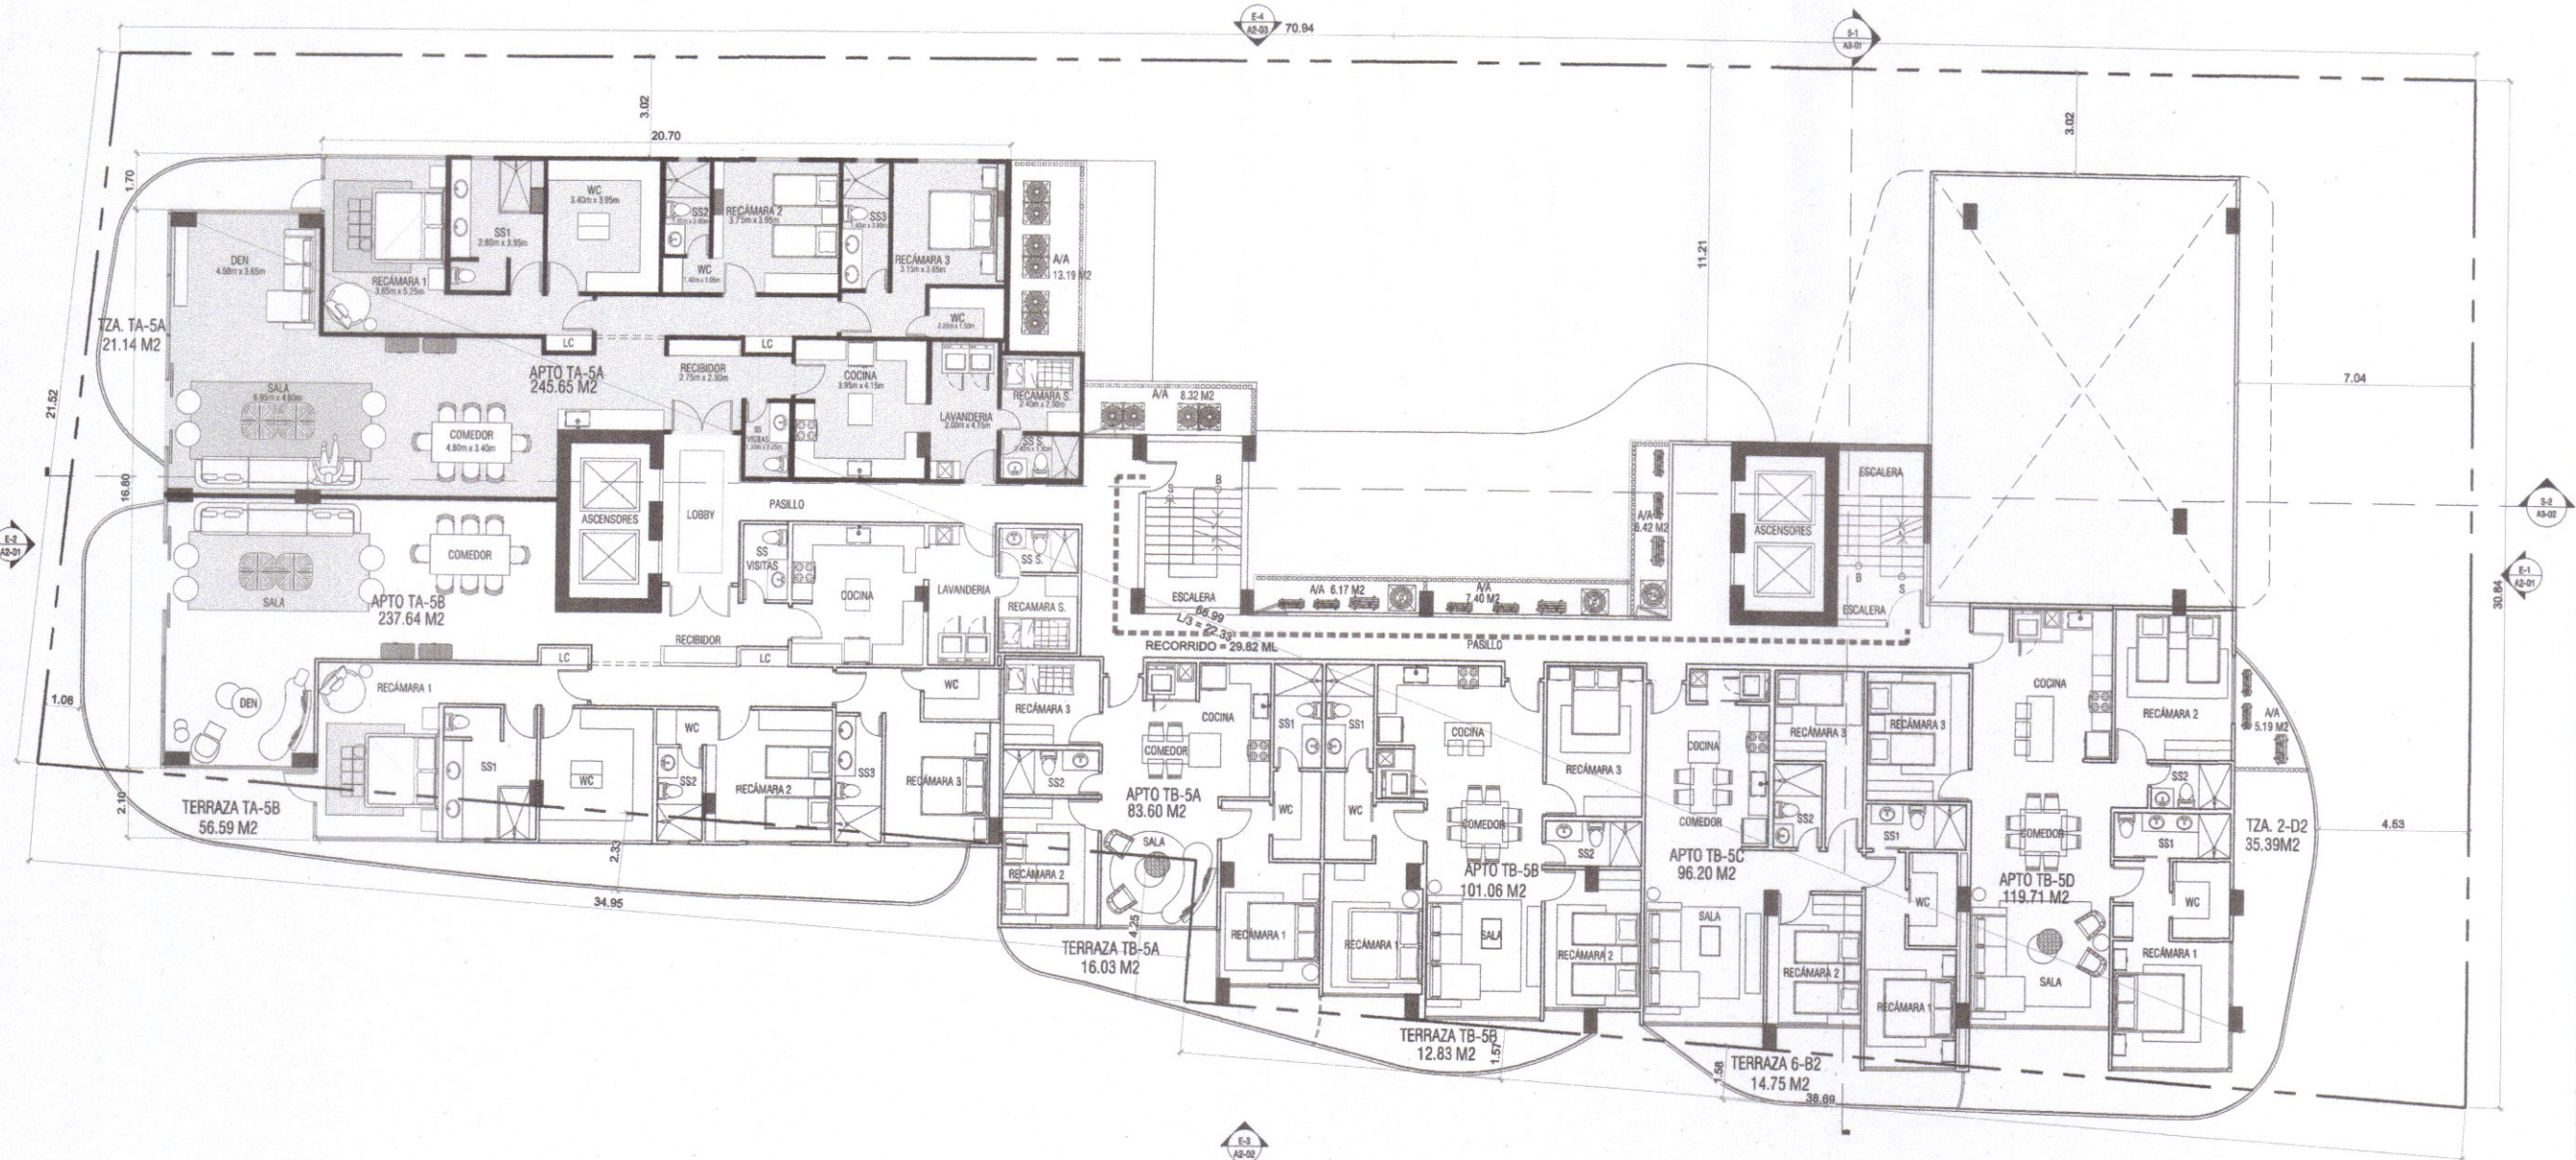 E-4
A2-03
70.94
S-1
A3-01
3.02
20.70
3.02
1.70
11.21
WC
3.40m x 3.95m
SS1
2.60m x 3.95m
SS2
RECÁMARA 2
3.75m x 3.95m
SS3
RECÁMARA 3
3.15m x 3.65m
WC
1.40m x 1.05m
DEN
4.50m x 3.65m
RECÁMARA 1
3.65m x 5.25m
A/A
13.19 M2
WC
TZA. TA-5A
21.14 M2
LC
LC
APTO TA-5A
245.65 M2
RECIBIDOR
2.75m x 2.90m
COCINA
3.95m x 4.15m
SALA
6.95m x 4.60m
COMEDOR
4.80m x 3.40m
SS
VISITAS
LAVANDERIA
2.00m x 4.15m
RECAMARA S.
2.40m x 2.30m
SS S.
A/A 8.32 M2
7.04
21.52
16.80
ASCENSORES
LOBBY
PASILLO
S
B
ESCALERA
A/A
6.42 M2
ASCENSORES
ESCALERA
B
S
ESCALERA
S-2
A3-02
E-2
A2-01
E-1
A2-01
30.84
COMEDOR
SALA
APTO TA-5B
237.64 M2
SS
VISITAS
COCINA
LAVANDERIA
SS S.
RECAMARA S.
RECIBIDOR
LC
LC
A/A 6.17 M2
A/A
7.40 M2
66.99
L/3 = 22.33
RECORRIDO = 29.82 ML
PASILLO
1.06
DEN
RECÁMARA 1
SS1
WC
WC
SS2
RECÁMARA 2
SS3
RECÁMARA 3
WC
2.10
TERRAZA TA-5B
56.59 M2
2.33
34.95
RECÁMARA 3
COCINA
COMEDOR
SS2
APTO TB-5A
83.60 M2
SALA
RECÁMARA 2
SS1
WC
RECÁMARA 1
4.25
TERRAZA TB-5A
16.03 M2
SS1
WC
COCINA
COMEDOR
RECÁMARA 3
SS2
APTO TB-5B
101.06 M2
SALA
RECÁMARA 1
RECÁMARA 2
TERRAZA TB-5B
12.83 M2
1.57
COCINA
COMEDOR
RECÁMARA 3
SS2
APTO TB-5C
96.20 M2
SALA
RECÁMARA 2
RECÁMARA 3
SS1
WC
RECÁMARA 1
TERRAZA 6-B2
14.75 M2
1.58
38.69
COCINA
RECÁMARA 2
A/A
5.19 M2
SS2
COMEDOR
SS1
APTO TB-5D
119.71 M2
WC
RECÁMARA 1
SALA
TZA. 2-D2
35.39M2
4.53
E-3
A2-02